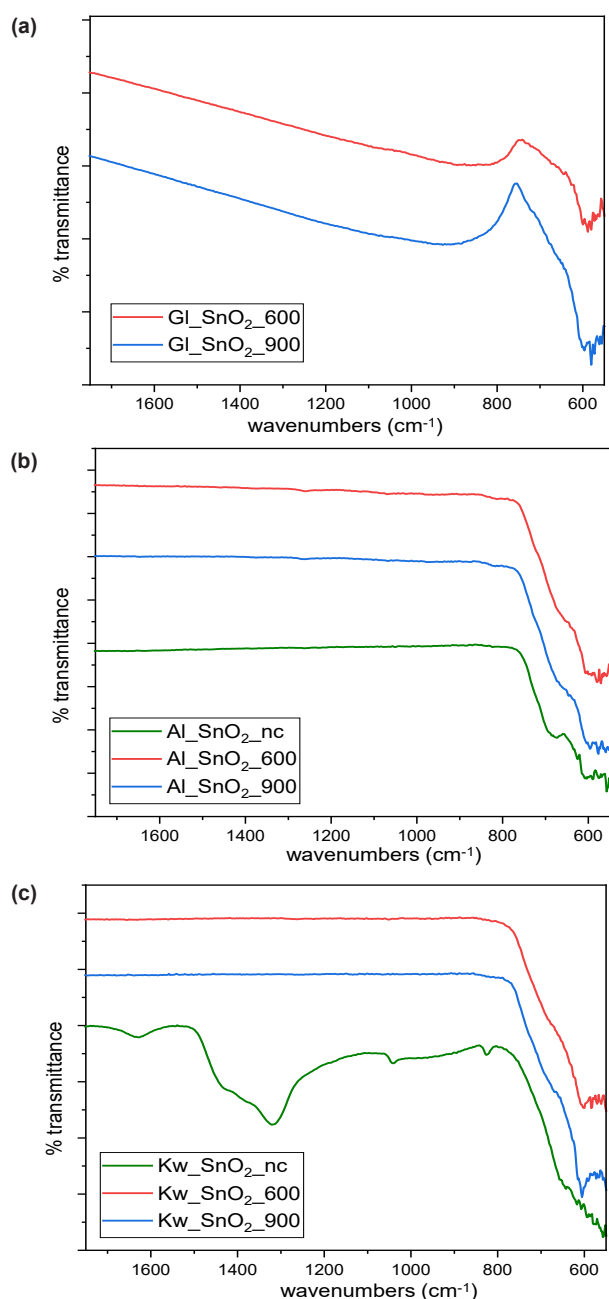 (a)
% transmittance
Gl_SnO₂_600
Gl_SnO₂_900
1600 1400 1200 1000 800 600
wavenumbers (cm⁻¹)
(b)
% transmittance
Al_SnO₂_nc
Al_SnO₂_600
Al_SnO₂_900
1600 1400 1200 1000 800 600
wavenumbers (cm⁻¹)
(c)
% transmittance
Kw_SnO₂_nc
Kw_SnO₂_600
Kw_SnO₂_900
1600 1400 1200 1000 800 600
wavenumbers (cm⁻¹)